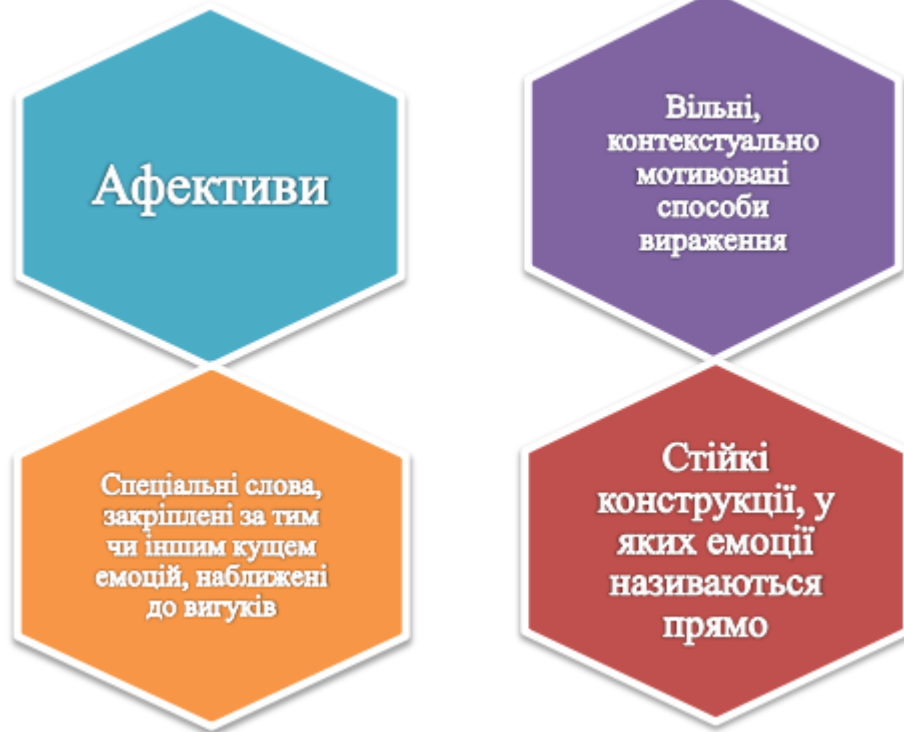 Афективи
Вільні,
контекстуально
мотивовані
способи
вираження
Спеціальні слова,
закріплені за тим
чи іншим кущем
емоцій, наближені
до вигуків
Стійкі
конструкції, у
яких емоції
називаються
прямо